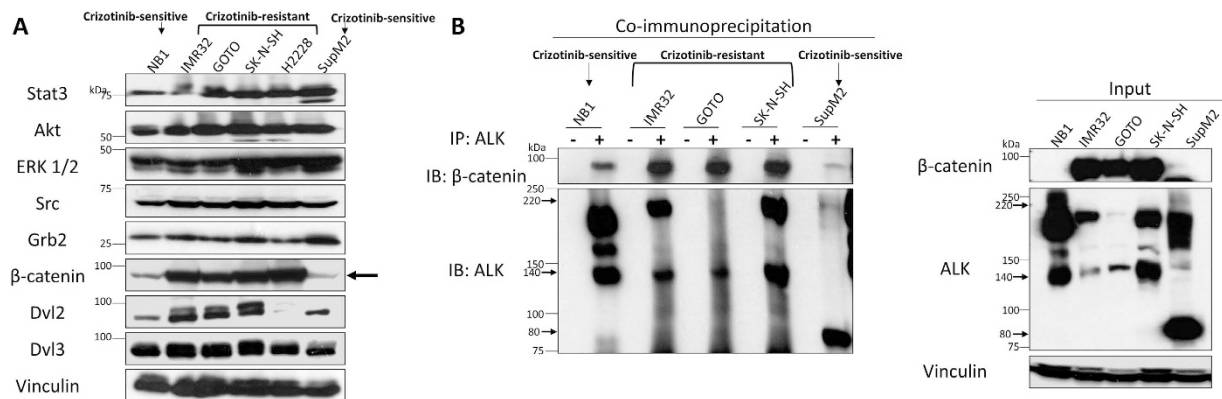 A
Crizotinib-sensitive
Crizotinib-resistant
Crizotinib-sensitive
NB1
IMR32
GOTO
SK-N-SH
H2228
SupM2
kDa
Stat3
75
Akt
50
50
ERK 1/2
75
Src
Grb2
25
β-catenin
100
Dvl2
100
Dvl3
100
Vinculin
B
Co-immunoprecipitation
Crizotinib-sensitive
Crizotinib-resistant
Crizotinib-sensitive
NB1
IMR32
GOTO
SK-N-SH
SupM2
IP: ALK
- + - + - + - + - +
kDa
100
IB: β-catenin
250
220
150
IB: ALK
140
100
80
75
Input
NB1
IMR32
GOTO
SK-N-SH
SupM2
kDa
100
β-catenin
250
220
150
ALK
140
100
80
75
Vinculin